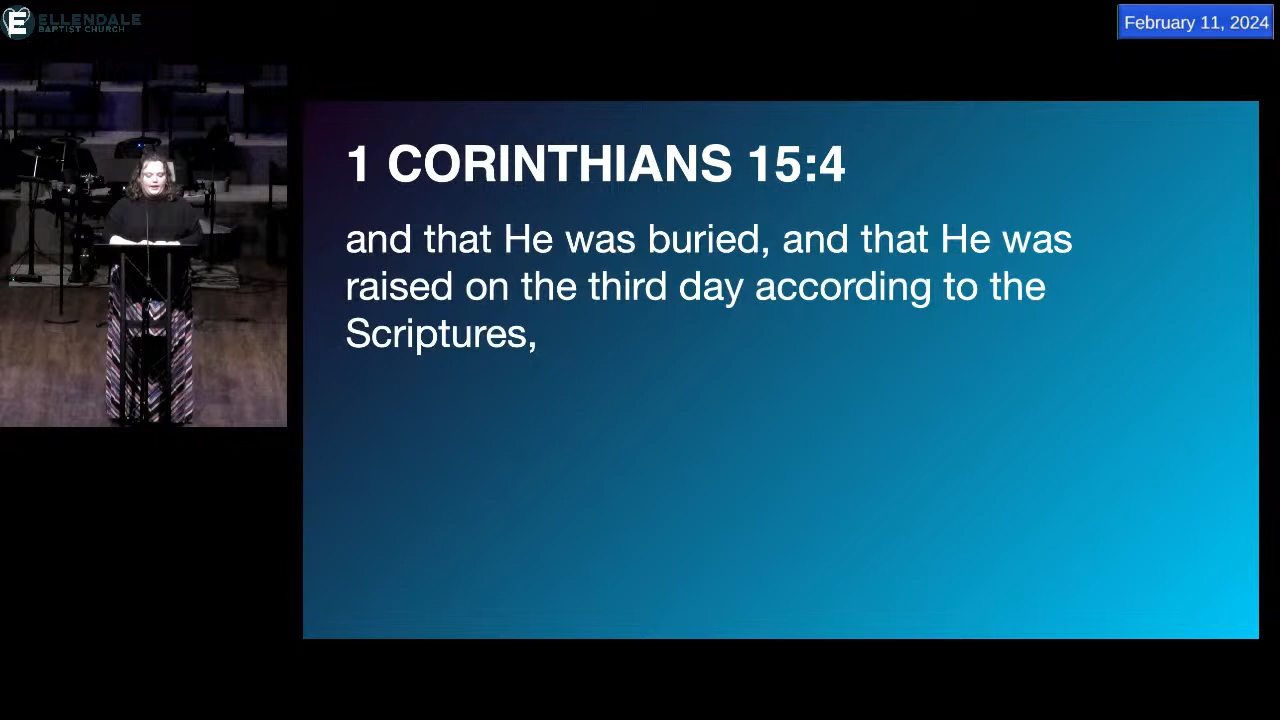 ELLENDALE
BAPTIST CHURCH
February 11, 2024
1 CORINTHIANS 15:4
and that He was buried, and that He was
raised on the third day according to the
Scriptures,